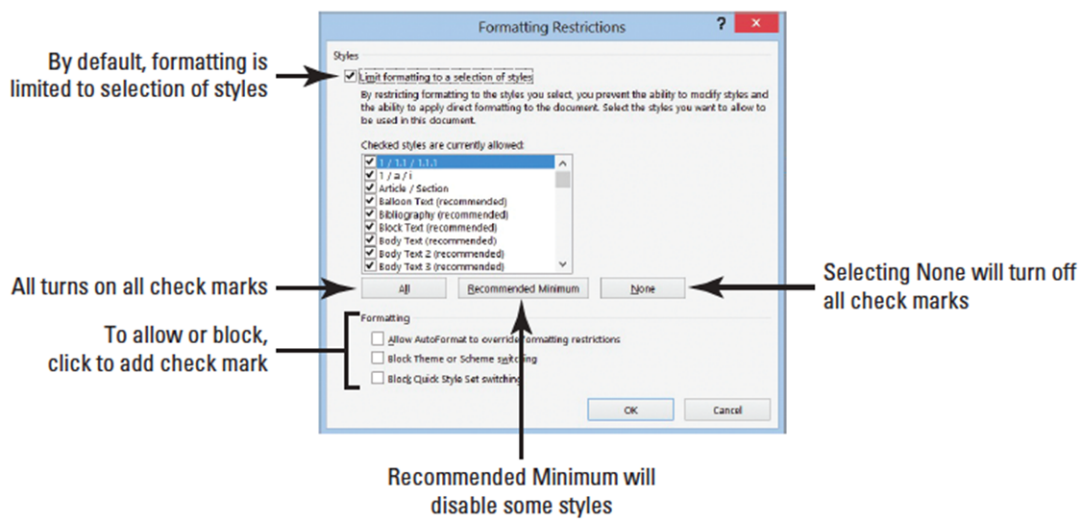 Formatting Restrictions ?
By default, formatting is
limited to selection of styles
Styles
Limit formatting to a selection of styles
By restricting formatting to the styles you select, you prevent the ability to modify styles and
the ability to apply direct formatting to the document. Select the styles you want to allow to
be used in this document.
Checked styles are currently allowed:
1 / 1.1 / 1.1.1
1 / a / i
Article / Section
Balloon Text (recommended)
Bibliography (recommended)
Block Text (recommended)
Body Text (recommended)
Body Text 2 (recommended)
Body Text 3 (recommended)
All turns on all check marks
All Recommended Minimum None
Selecting None will turn off
all check marks
To allow or block,
click to add check mark
Formatting
Allow AutoFormat to override formatting restrictions
Block Theme or Scheme switching
Block Quick Style Set switching
OK Cancel
Recommended Minimum will
disable some styles